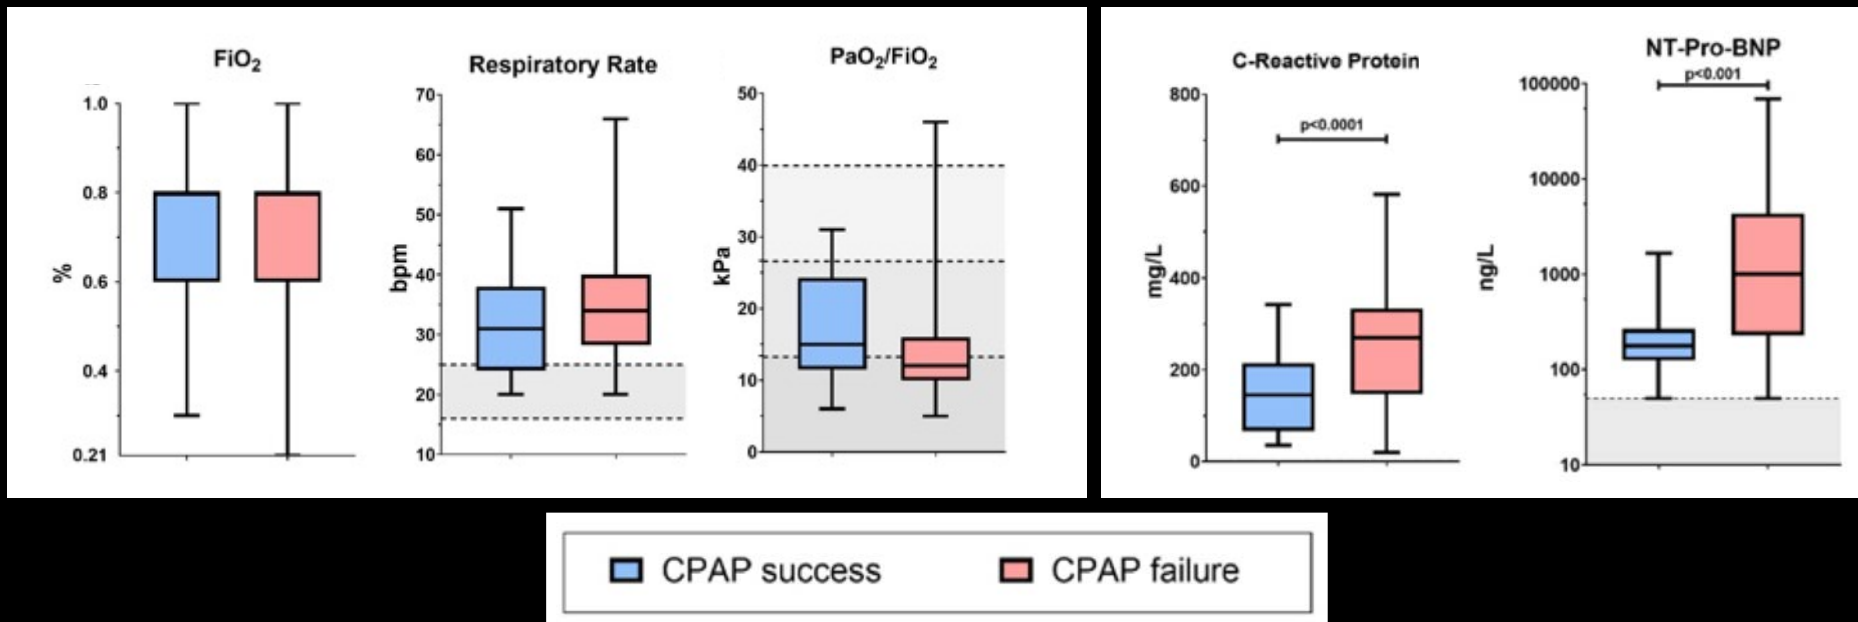 FiO₂
%
1.0
0.8
0.6
0.4
0.21
Respiratory Rate
bpm
70
60
50
40
30
20
10
PaO₂/FiO₂
kPa
50
40
30
20
10
0
C-Reactive Protein
p<0.0001
mg/L
800
600
400
200
0
NT-Pro-BNP
p<0.001
ng/L
100000
10000
1000
100
10
CPAP success
CPAP failure